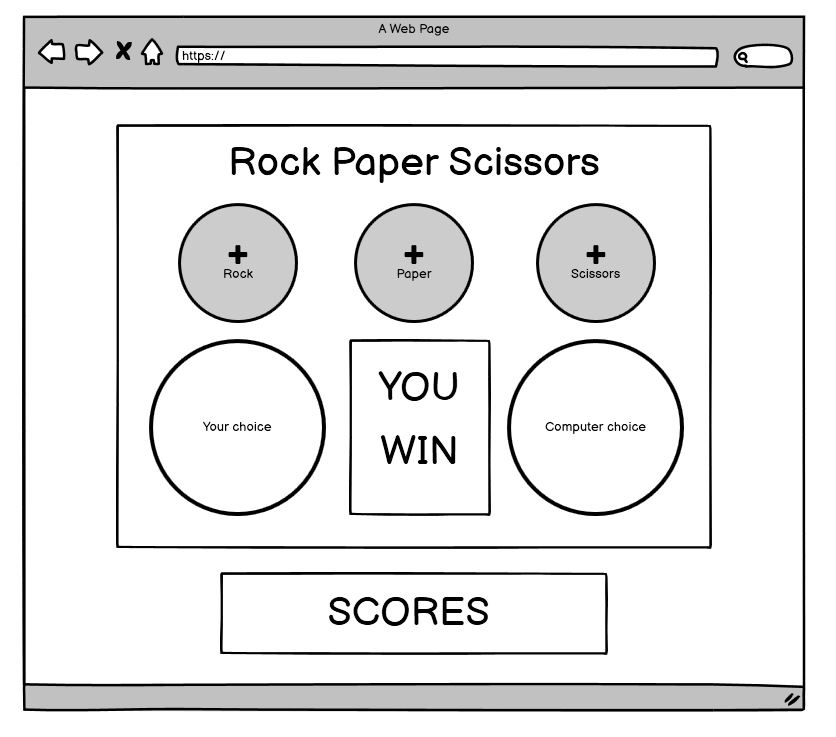 A Web Page
https://
Rock Paper Scissors
Rock
Paper
Scissors
Your choice
YOU
WIN
Computer choice
SCORES